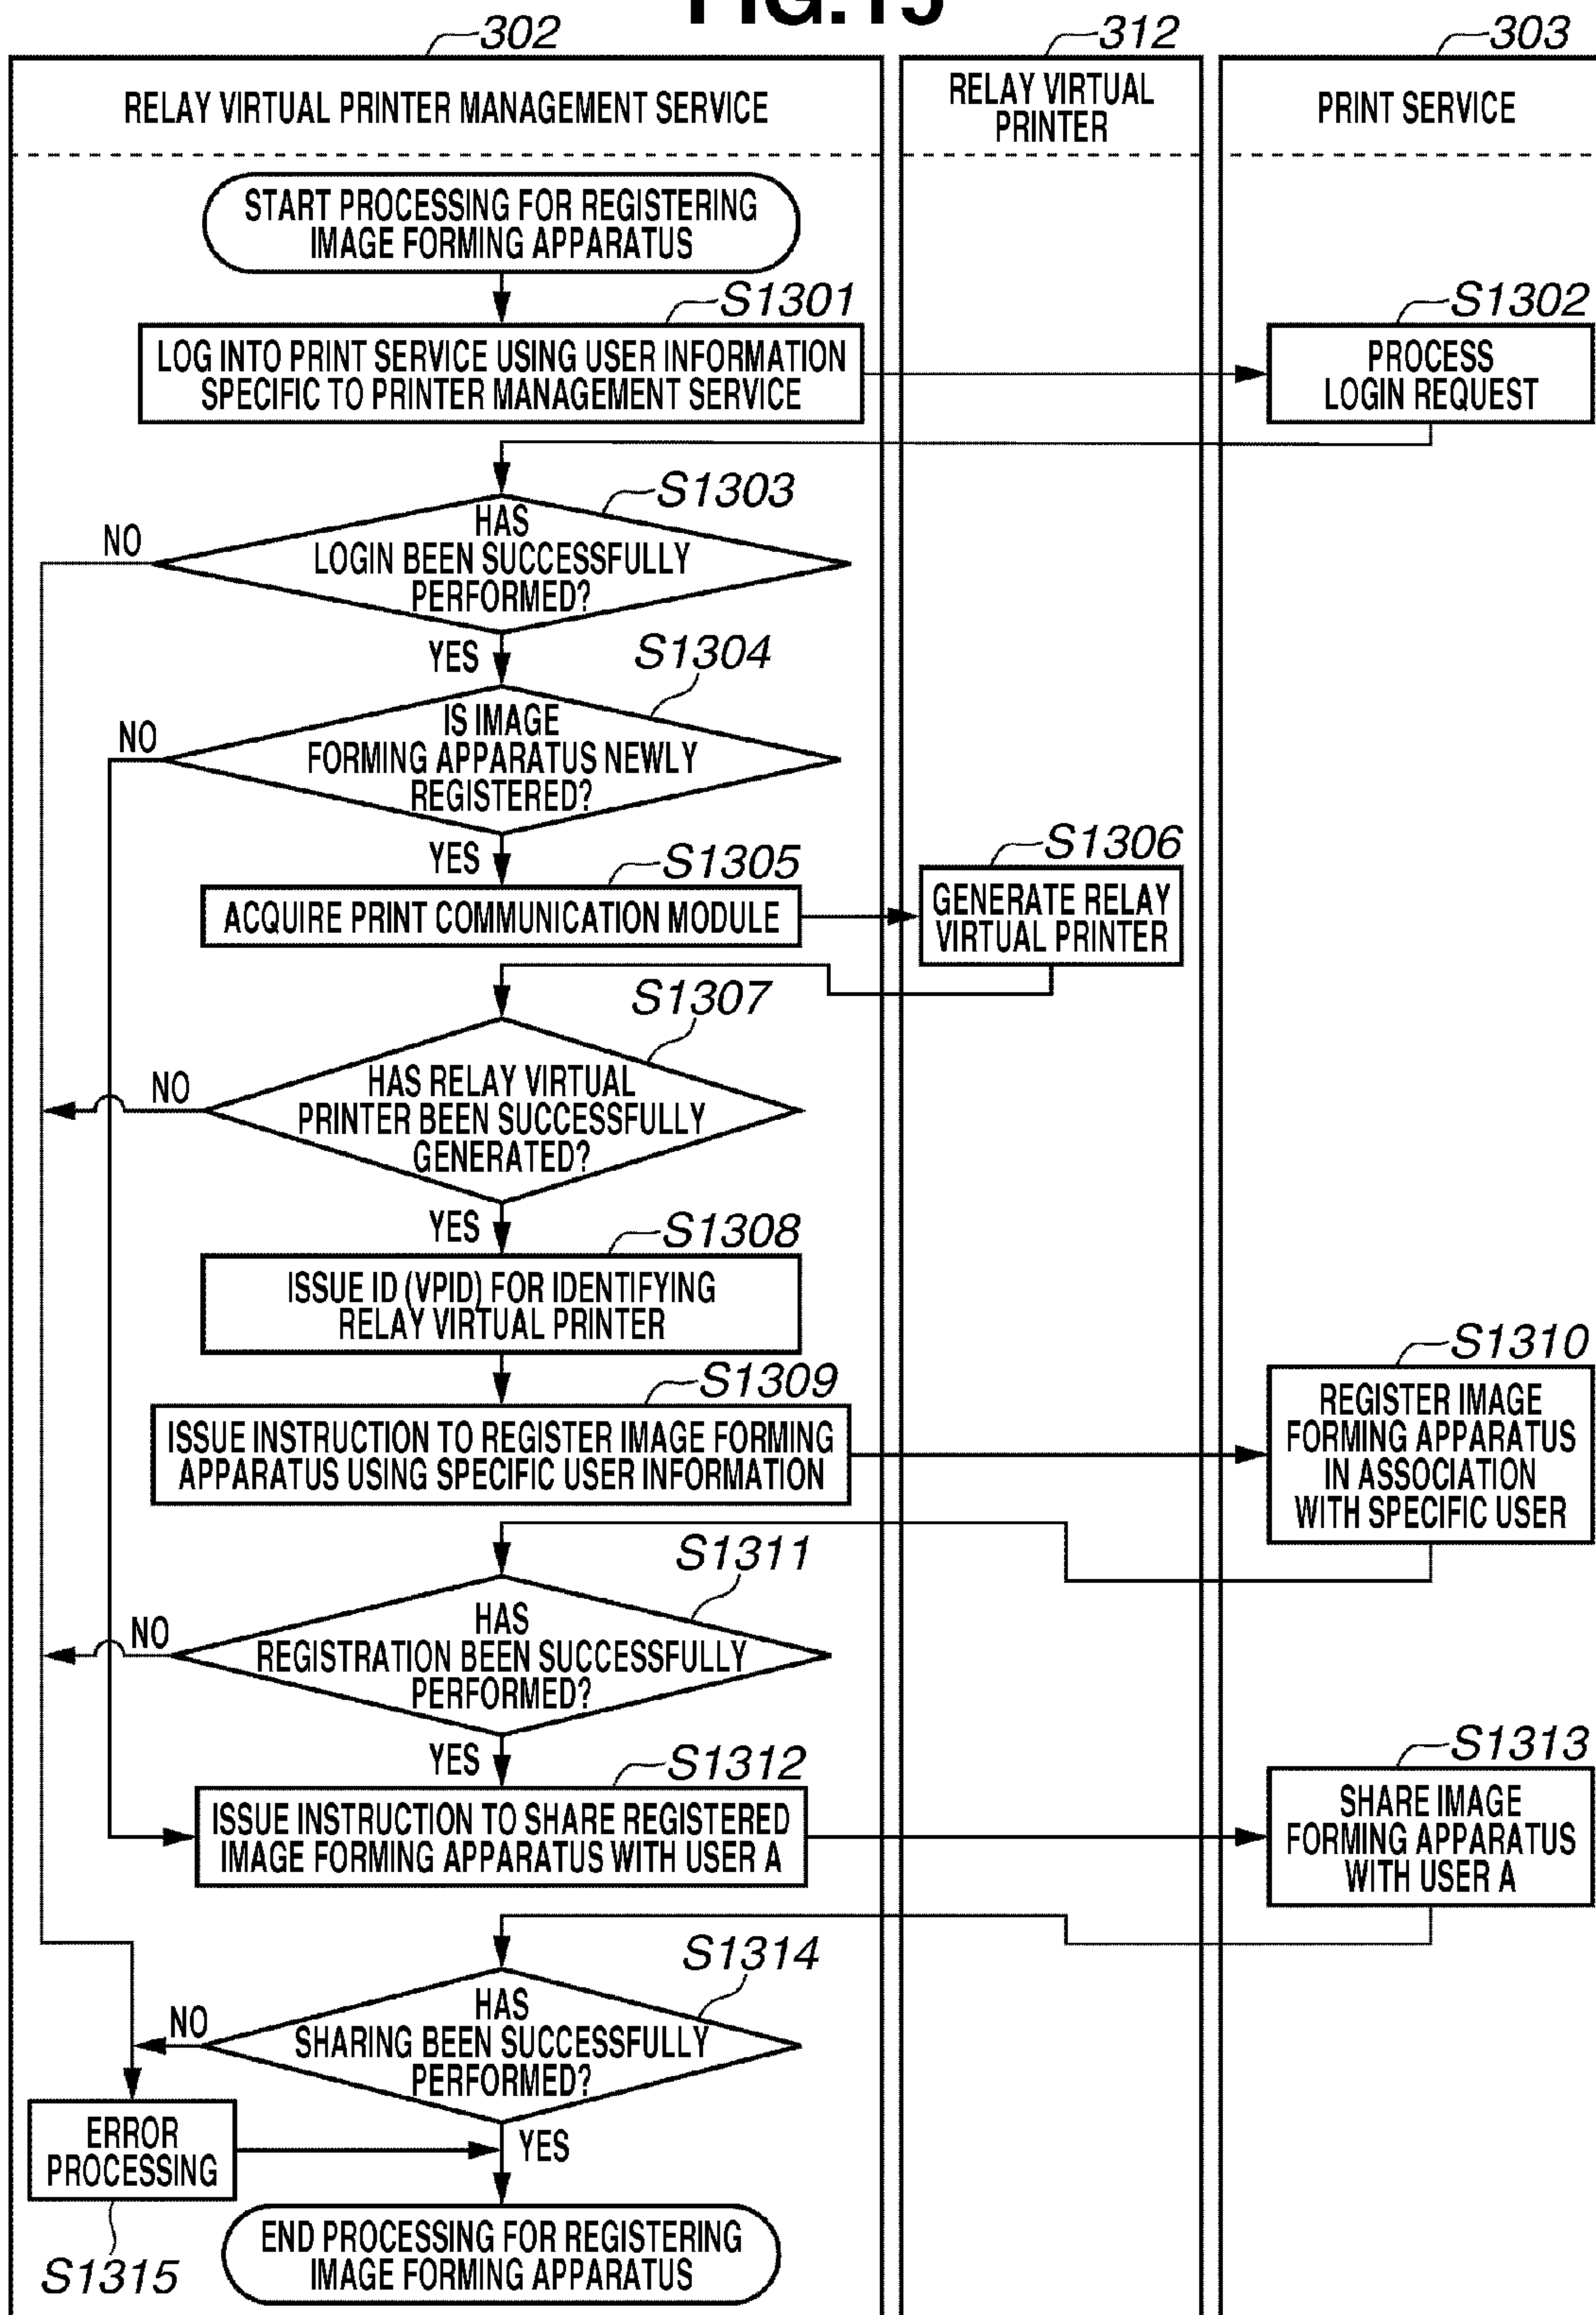 302
312
303
RELAY VIRTUAL PRINTER MANAGEMENT SERVICE
RELAY VIRTUAL
PRINTER
PRINT SERVICE
START PROCESSING FOR REGISTERING
IMAGE FORMING APPARATUS
S1301
LOG INTO PRINT SERVICE USING USER INFORMATION
SPECIFIC TO PRINTER MANAGEMENT SERVICE
S1302
PROCESS
LOGIN REQUEST
S1303
HAS
LOGIN BEEN SUCCESSFULLY
PERFORMED?
NO
YES
S1304
IS IMAGE
FORMING APPARATUS NEWLY
REGISTERED?
NO
YES
S1305
ACQUIRE PRINT COMMUNICATION MODULE
S1306
GENERATE RELAY
VIRTUAL PRINTER
S1307
HAS RELAY VIRTUAL
PRINTER BEEN SUCCESSFULLY
GENERATED?
NO
YES
S1308
ISSUE ID (VPID) FOR IDENTIFYING
RELAY VIRTUAL PRINTER
S1309
ISSUE INSTRUCTION TO REGISTER IMAGE FORMING
APPARATUS USING SPECIFIC USER INFORMATION
S1310
REGISTER IMAGE
FORMING APPARATUS
IN ASSOCIATION
WITH SPECIFIC USER
S1311
HAS
REGISTRATION BEEN SUCCESSFULLY
PERFORMED?
NO
YES
S1312
ISSUE INSTRUCTION TO SHARE REGISTERED
IMAGE FORMING APPARATUS WITH USER A
S1313
SHARE IMAGE
FORMING APPARATUS
WITH USER A
S1314
HAS
SHARING BEEN SUCCESSFULLY
PERFORMED?
NO
YES
ERROR
PROCESSING
S1315
END PROCESSING FOR REGISTERING
IMAGE FORMING APPARATUS